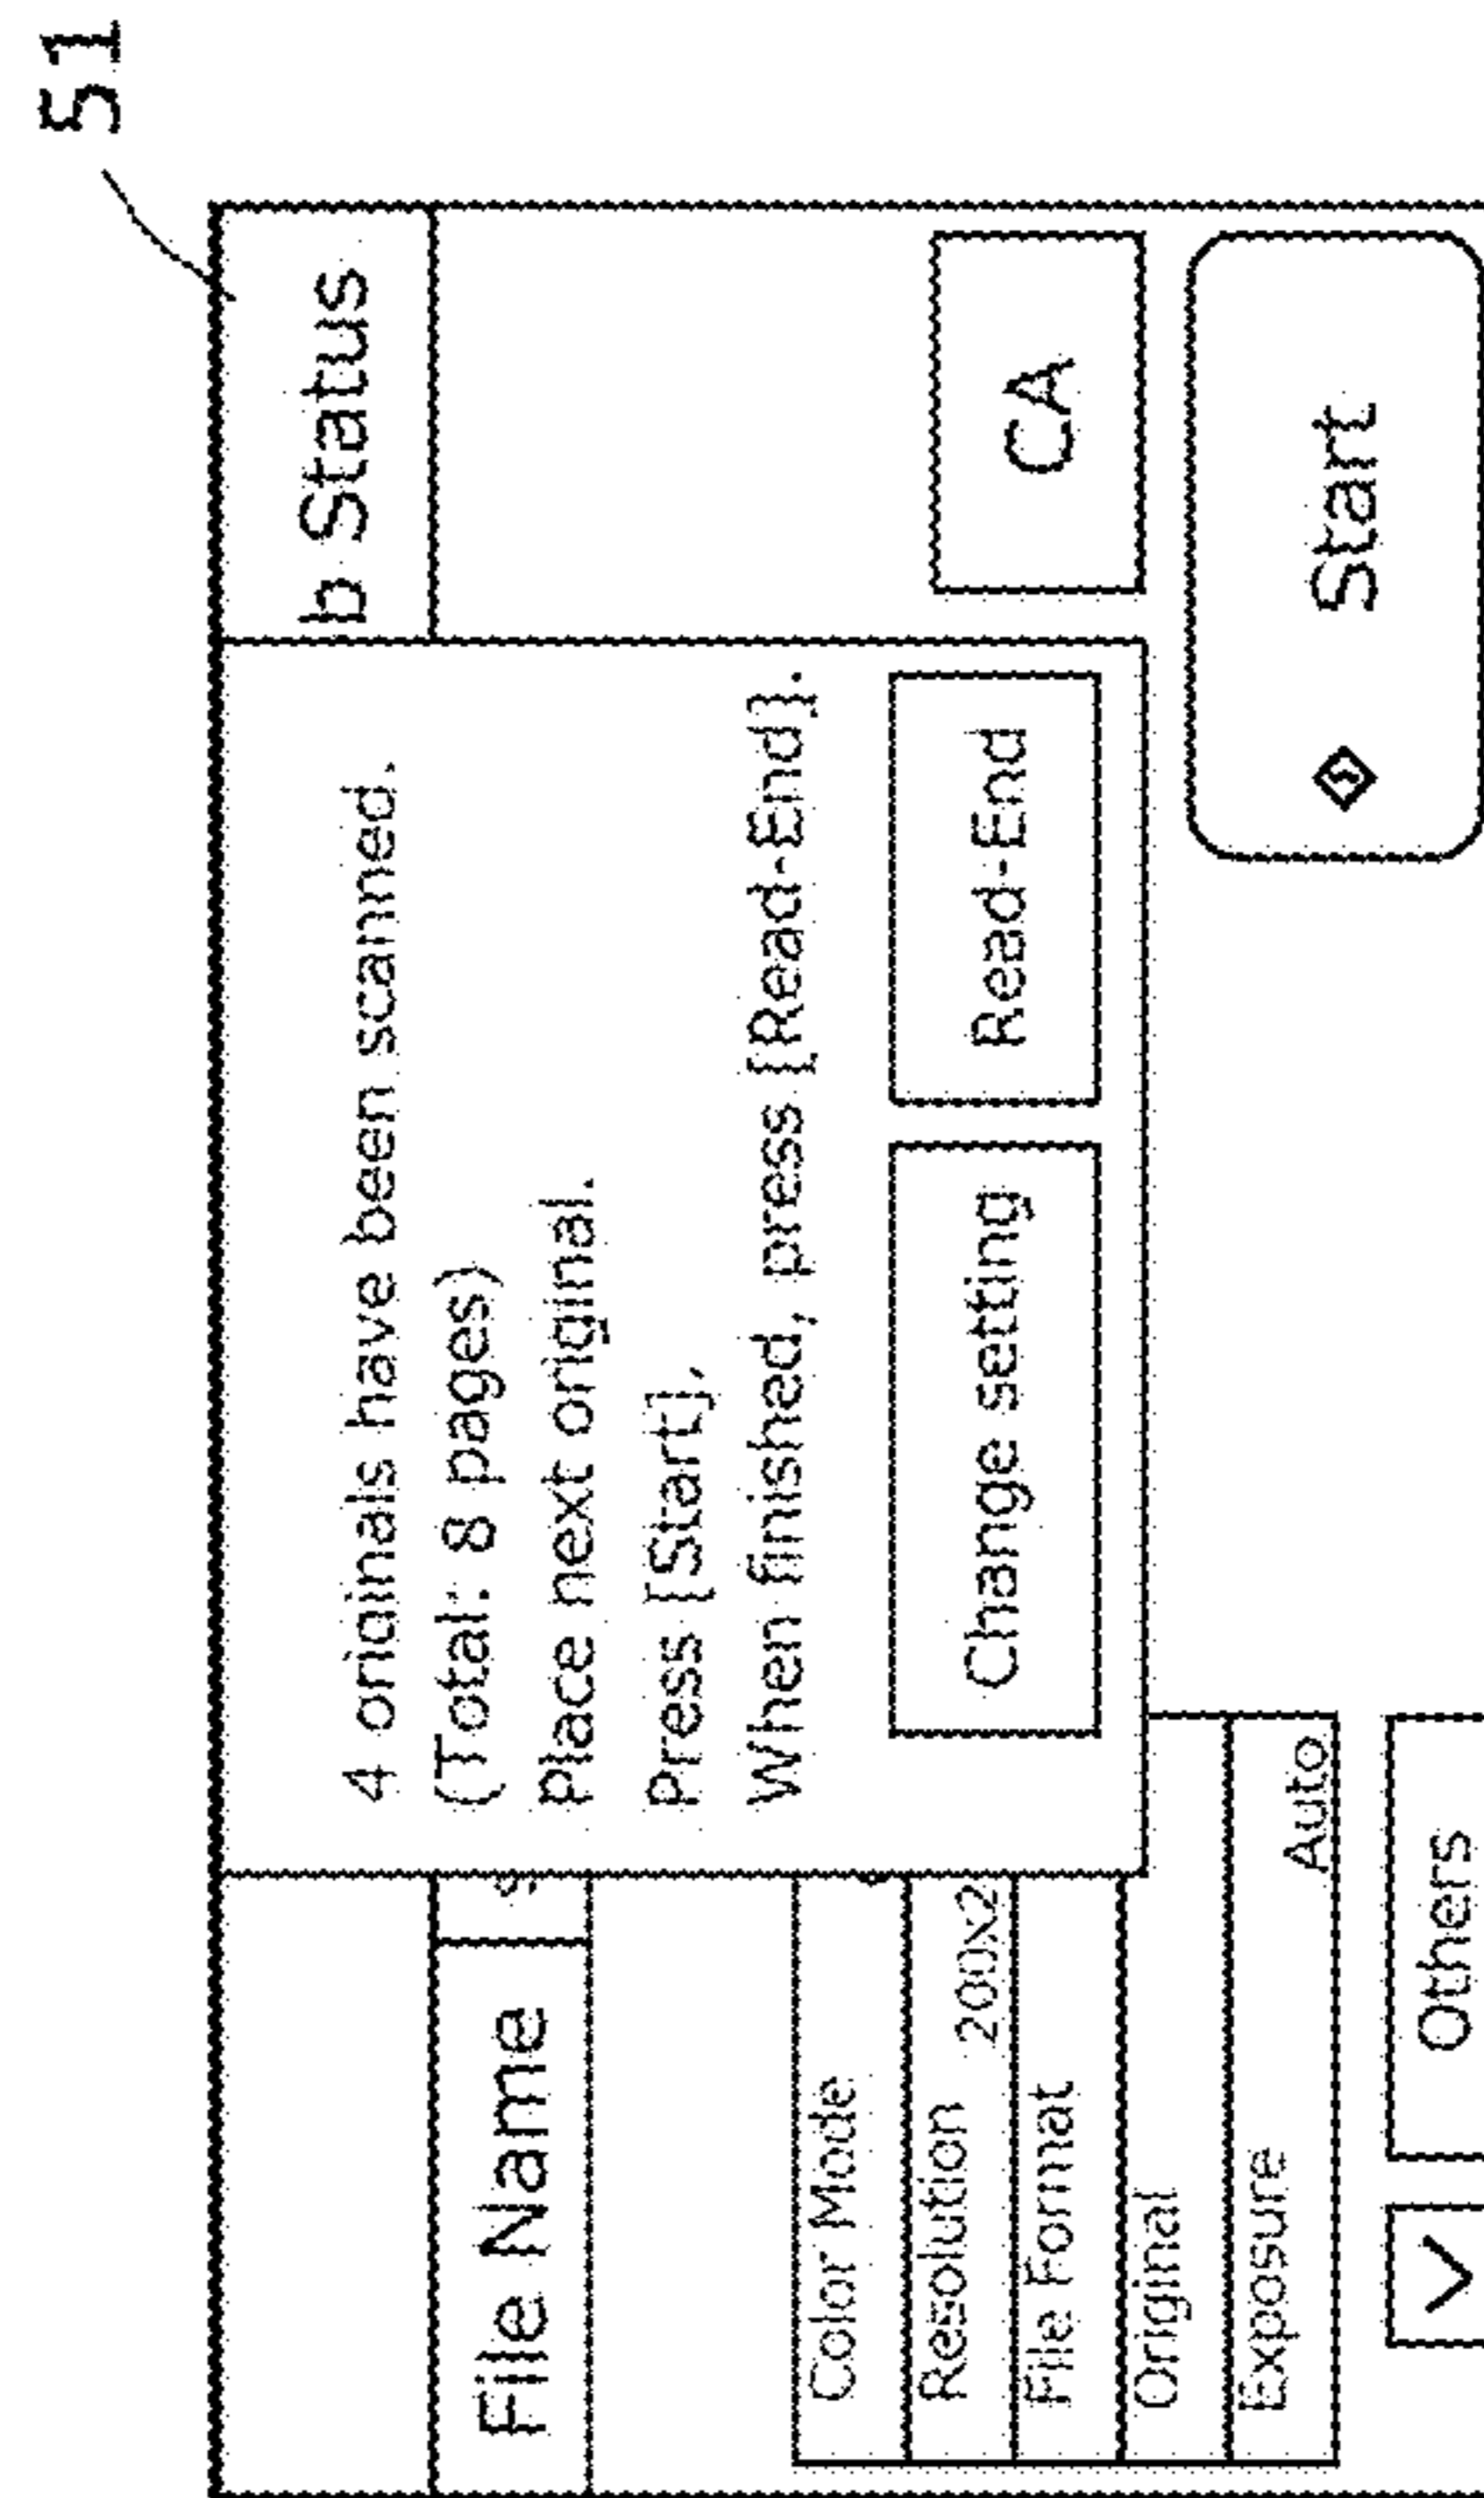 51
b Status
4 originals have been scanned.
(Total: 8 pages)
Place next original.
Press [Start],
When finished, press [Read-End].
File Name
Change setting
Read-End
CA
Color Mode
Resolution 200x2
File Format
Original
Exposure Auto
Start
Others